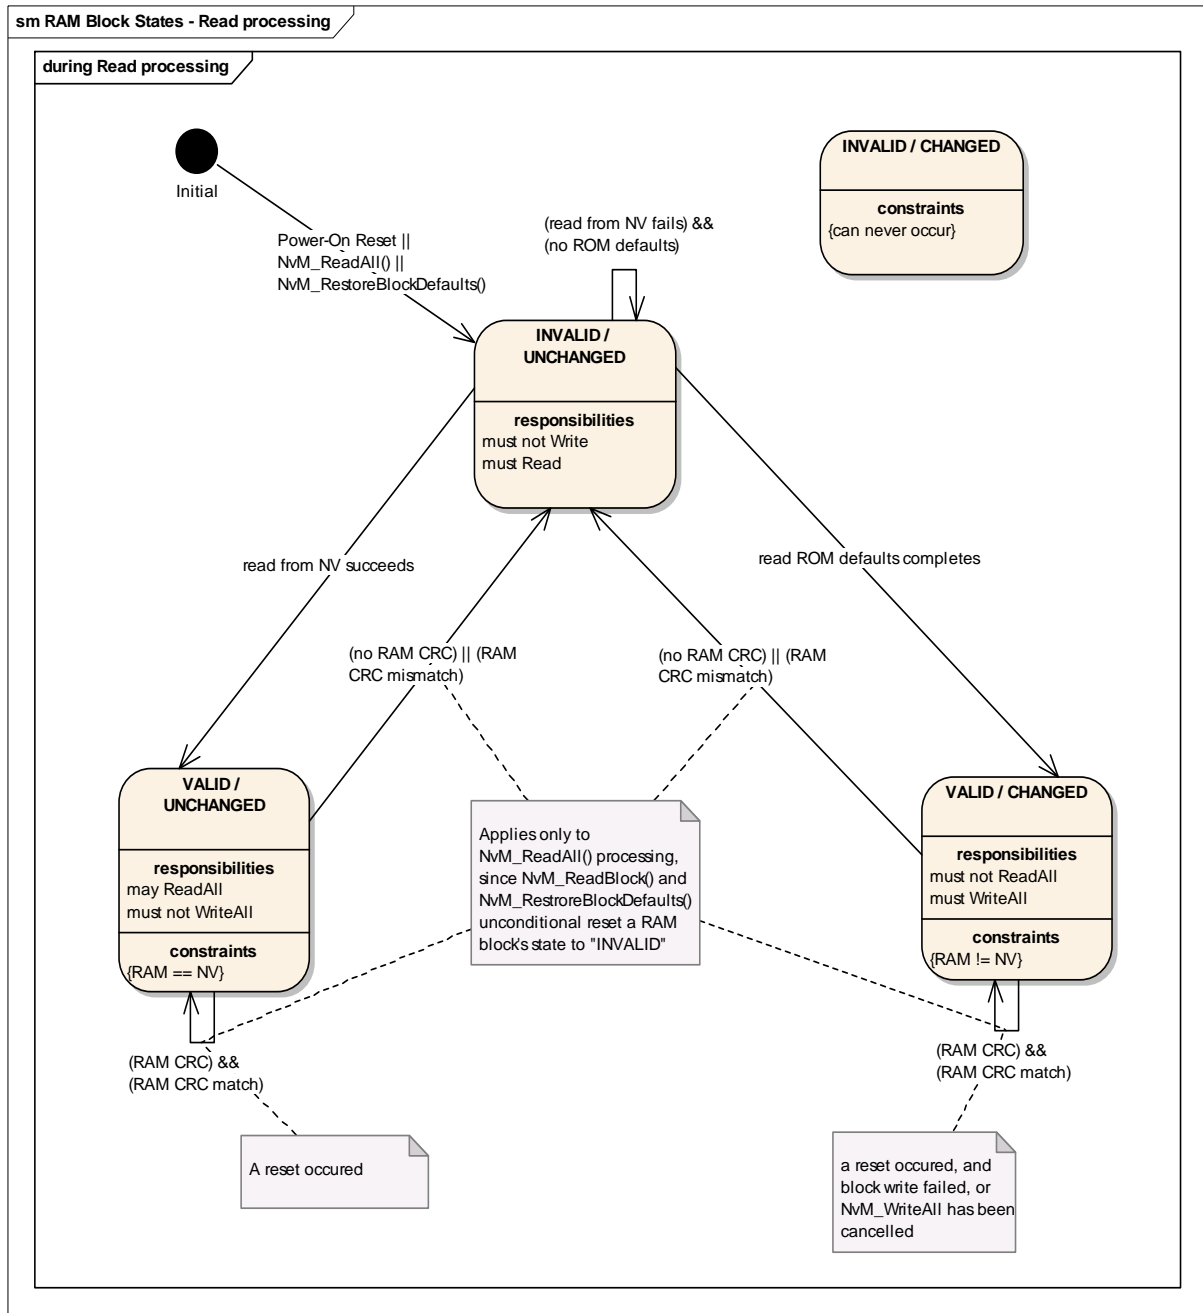 sm RAM Block States - Read processing
during Read processing
Initial
INVALID / CHANGED
constraints
{can never occur}
(read from NV fails) &&
(no ROM defaults)
Power-On Reset ||
NvM_ReadAll() ||
NvM_RestoreBlockDefaults()
INVALID /
UNCHANGED
responsibilities
must not Write
must Read
read from NV succeeds
read ROM defaults completes
(no RAM CRC) || (RAM
CRC mismatch)
(no RAM CRC) || (RAM
CRC mismatch)
VALID /
UNCHANGED
responsibilities
may ReadAll
must not WriteAll
constraints
{RAM == NV}
Applies only to
NvM_ReadAll() processing,
since NvM_ReadBlock() and
NvM_RestroreBlockDefaults()
unconditional reset a RAM
block's state to "INVALID"
VALID / CHANGED
responsibilities
must not ReadAll
must WriteAll
constraints
{RAM != NV}
(RAM CRC) &&
(RAM CRC match)
(RAM CRC) &&
(RAM CRC match)
A reset occured
a reset occured, and
block write failed, or
NvM_WriteAll has been
cancelled